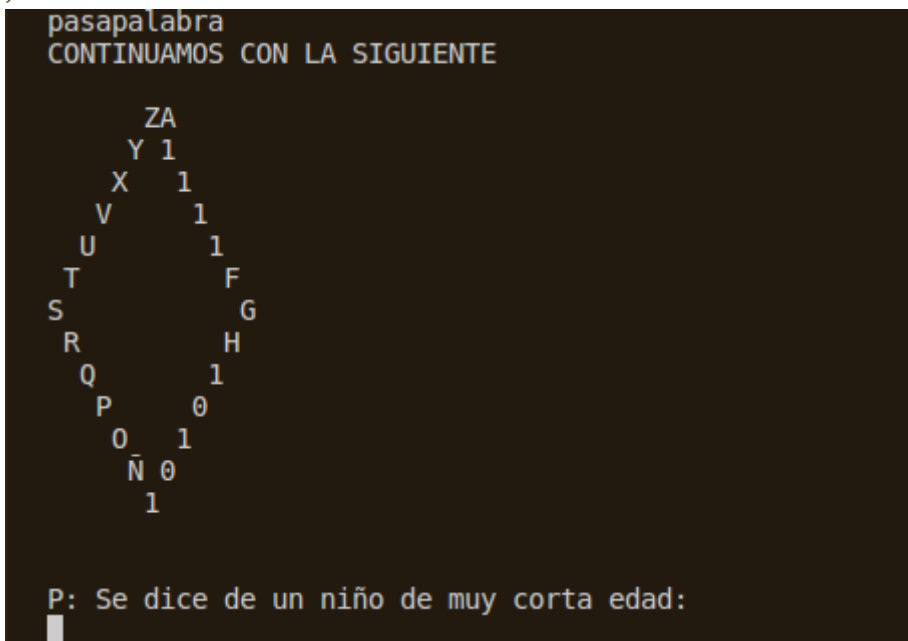 pasapalabra
CONTINUAMOS CON LA SIGUIENTE
ZA
Y 1
X 1
V 1
U 1
T F
S G
R H
Q 1
P 0
O 1
Ñ 0
1
P: Se dice de un niño de muy corta edad: